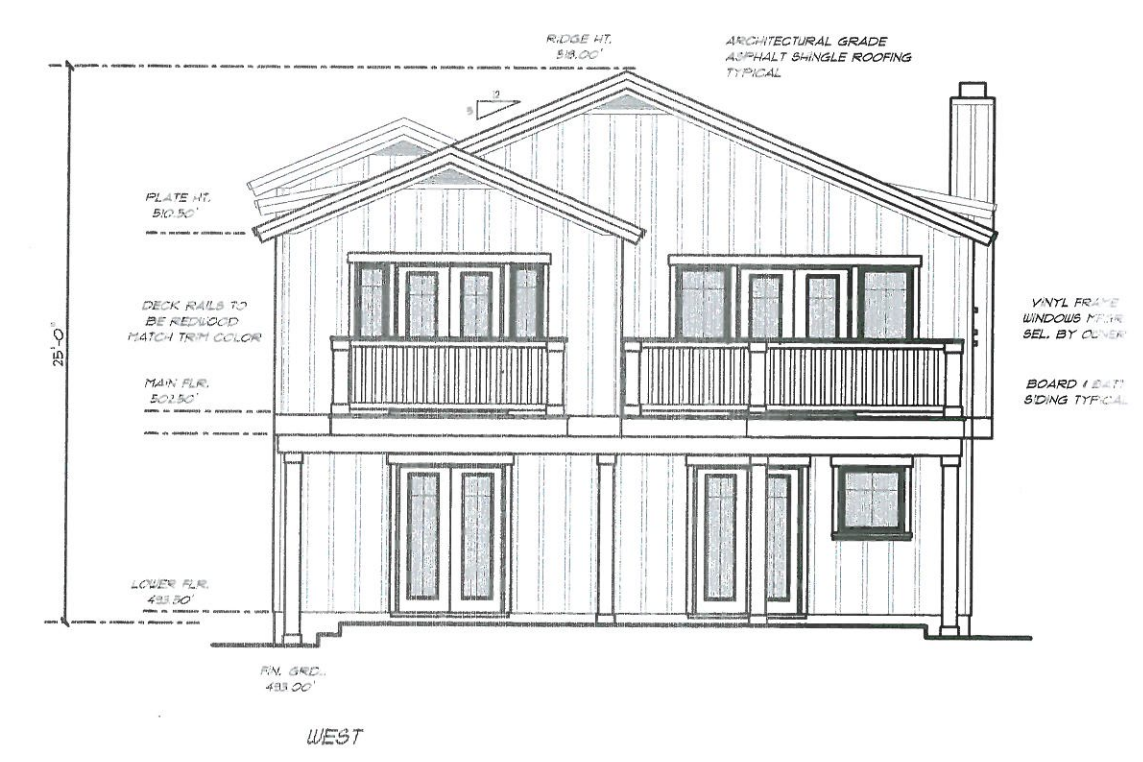 RIDGE HT.
518.00'
ARCHITECTURAL GRADE
ASPHALT SHINGLE ROOFING
TYPICAL
12
5
PLATE HT.
510.50'
DECK RAILS TO
BE REDWOOD
MATCH TRIM COLOR
VINYL FRAME
WINDOWS
SEL. BY
25'-0"
MAIN FLR.
502.50'
BOARD & BATT
SIDING TYPICAL
LOWER FLR.
493.50'
FIN. GRD.
493.00'
WEST